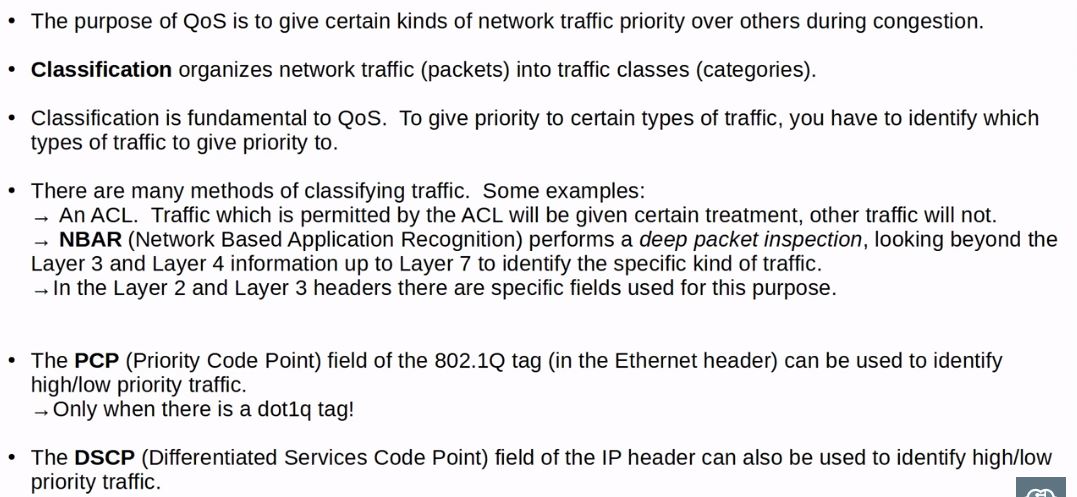 • The purpose of QoS is to give certain kinds of network traffic priority over others during congestion.
• Classification organizes network traffic (packets) into traffic classes (categories).
• Classification is fundamental to QoS.  To give priority to certain types of traffic, you have to identify which
types of traffic to give priority to.
• There are many methods of classifying traffic.  Some examples:
→ An ACL.  Traffic which is permitted by the ACL will be given certain treatment, other traffic will not.
→ NBAR (Network Based Application Recognition) performs a deep packet inspection, looking beyond the
Layer 3 and Layer 4 information up to Layer 7 to identify the specific kind of traffic.
→In the Layer 2 and Layer 3 headers there are specific fields used for this purpose.
• The PCP (Priority Code Point) field of the 802.1Q tag (in the Ethernet header) can be used to identify
high/low priority traffic.
→Only when there is a dot1q tag!
• The DSCP (Differentiated Services Code Point) field of the IP header can also be used to identify high/low
priority traffic.